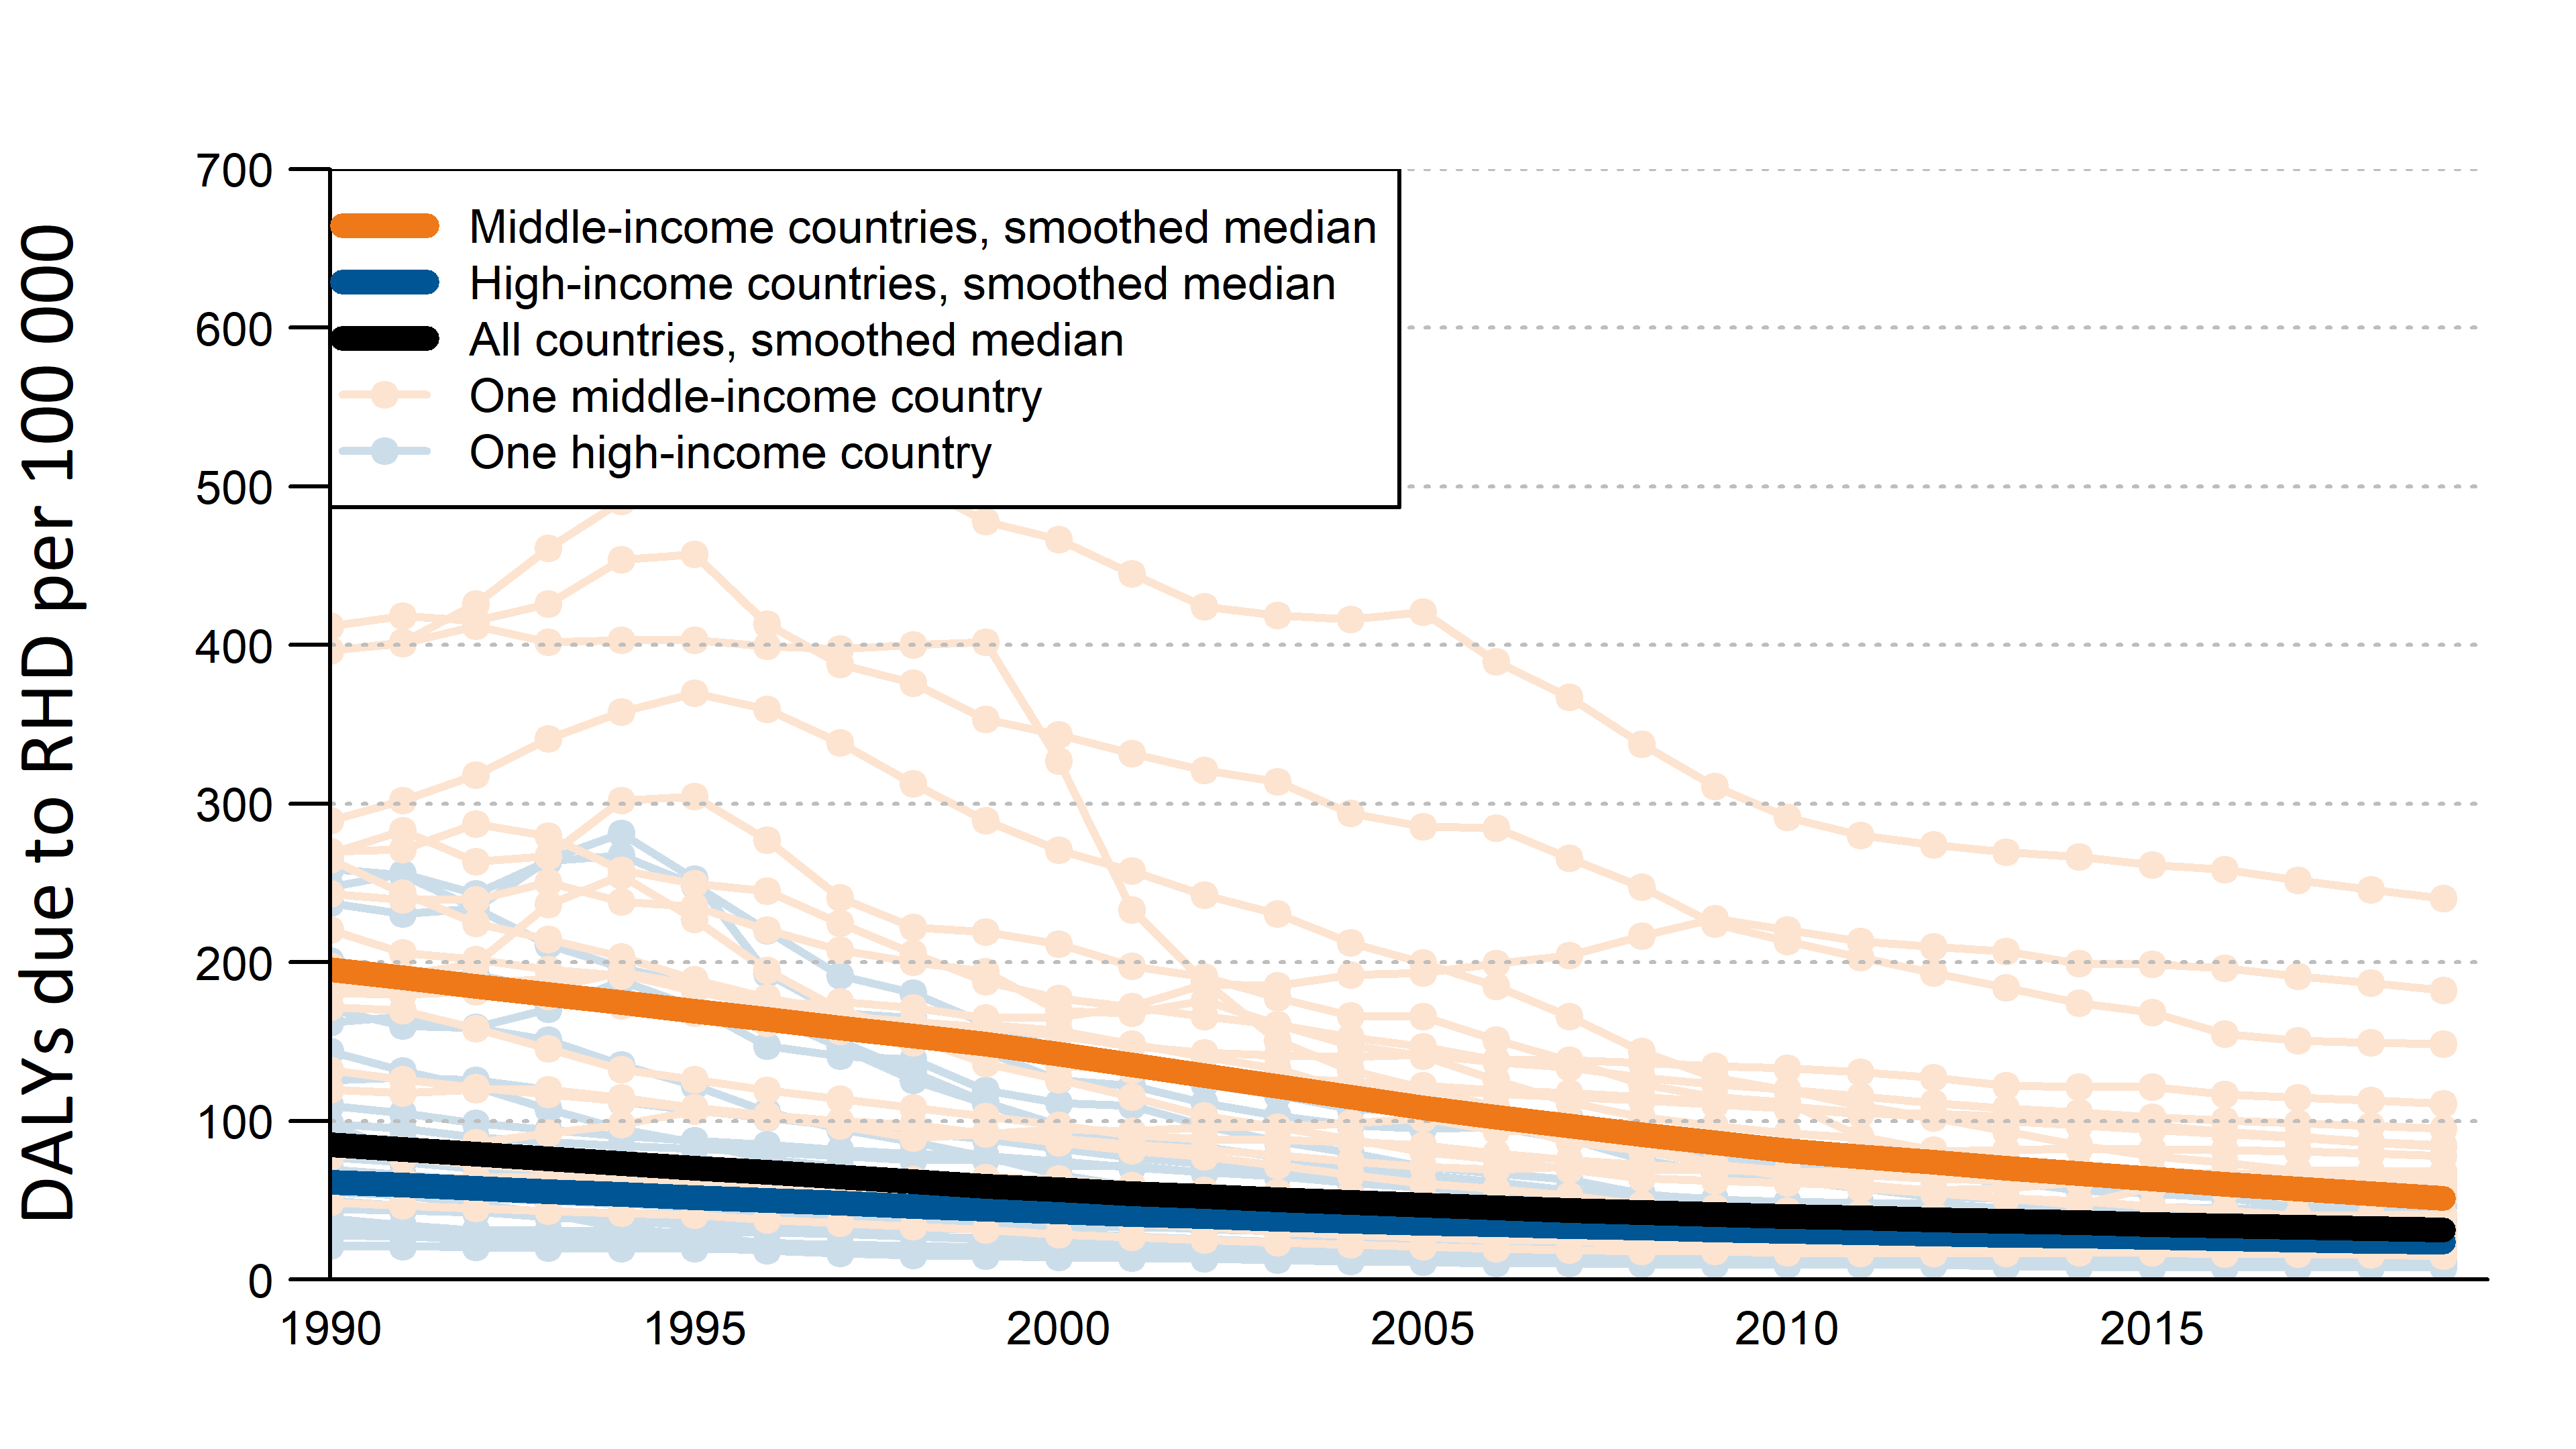 DALYs due to RHD per 100 000
700
600
500
400
300
200
100
0
Middle-income countries, smoothed median
High-income countries, smoothed median
All countries, smoothed median
One middle-income country
One high-income country
1990 1995 2000 2005 2010 2015